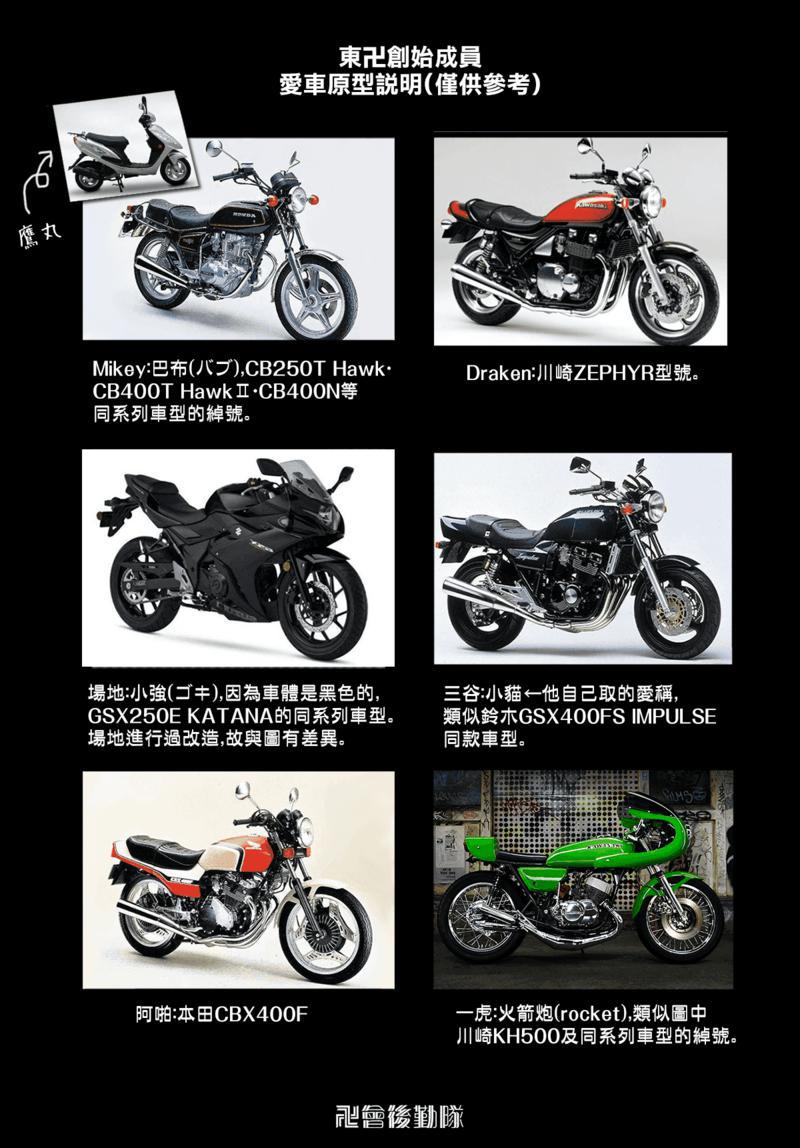 東卍創始成員
愛車原型説明(僅供參考)
鷹丸
HONDA
Kawasaki
Mikey:巴布(バブ),CB250T Hawk·
CB400T HawkⅡ·CB400N等
同系列車型的綽號。
Draken:川崎ZEPHYR型號。
SUZUKI
Impulse
場地:小強(ゴキ),因為車體是黑色的,
GSX250E KATANA的同系列車型。
場地進行過改造,故與圖有差異。
三谷:小貓←他自己取的愛稱,
類似鈴木GSX400FS IMPULSE
同款車型。
CBX400F
KAWASAKI
阿啪:本田CBX400F
一虎:火箭炮(rocket),類似圖中
川崎KH500及同系列車型的綽號。
卍會後勤隊